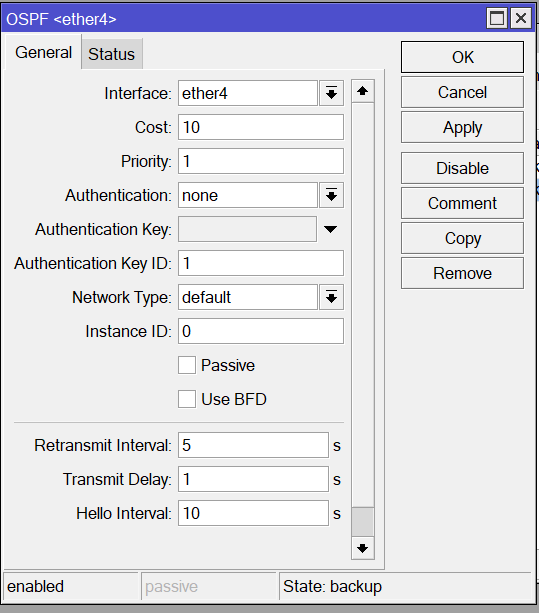 OSPF <ether4>
General
Status
Interface: ether4
Cost: 10
Priority: 1
Authentication: none
Authentication Key:
Authentication Key ID: 1
Network Type: default
Instance ID: 0
Passive
Use BFD
Retransmit Interval: 5 s
Transmit Delay: 1 s
Hello Interval: 10 s
OK
Cancel
Apply
Disable
Comment
Copy
Remove
enabled
passive
State: backup